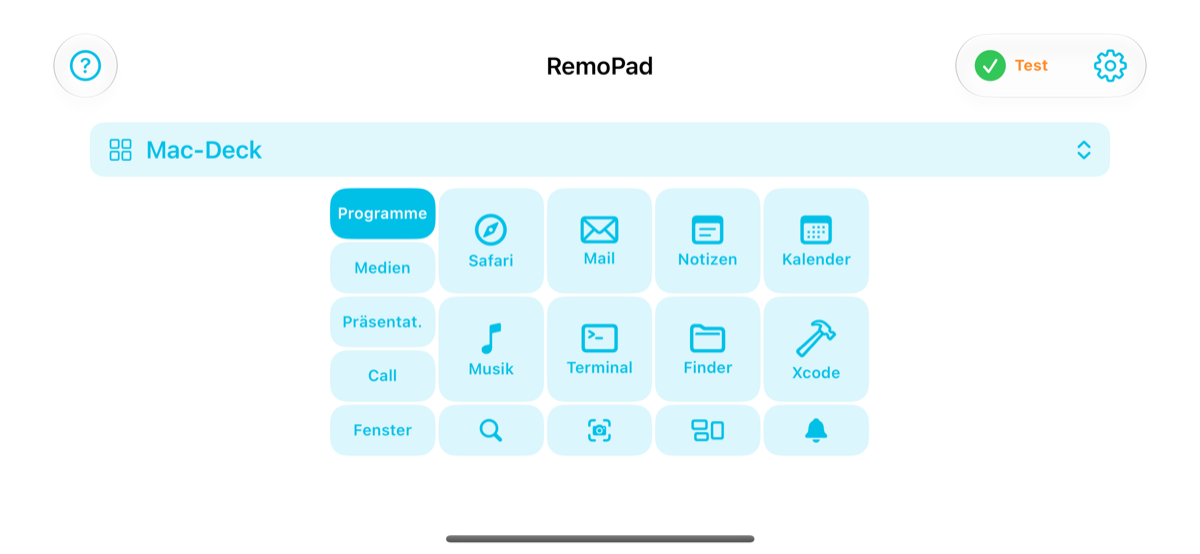 RemoPad
Test
Mac-Deck
Programme
Medien
Präsentat.
Call
Fenster
Safari
Mail
Notizen
Kalender
Musik
Terminal
Finder
Xcode